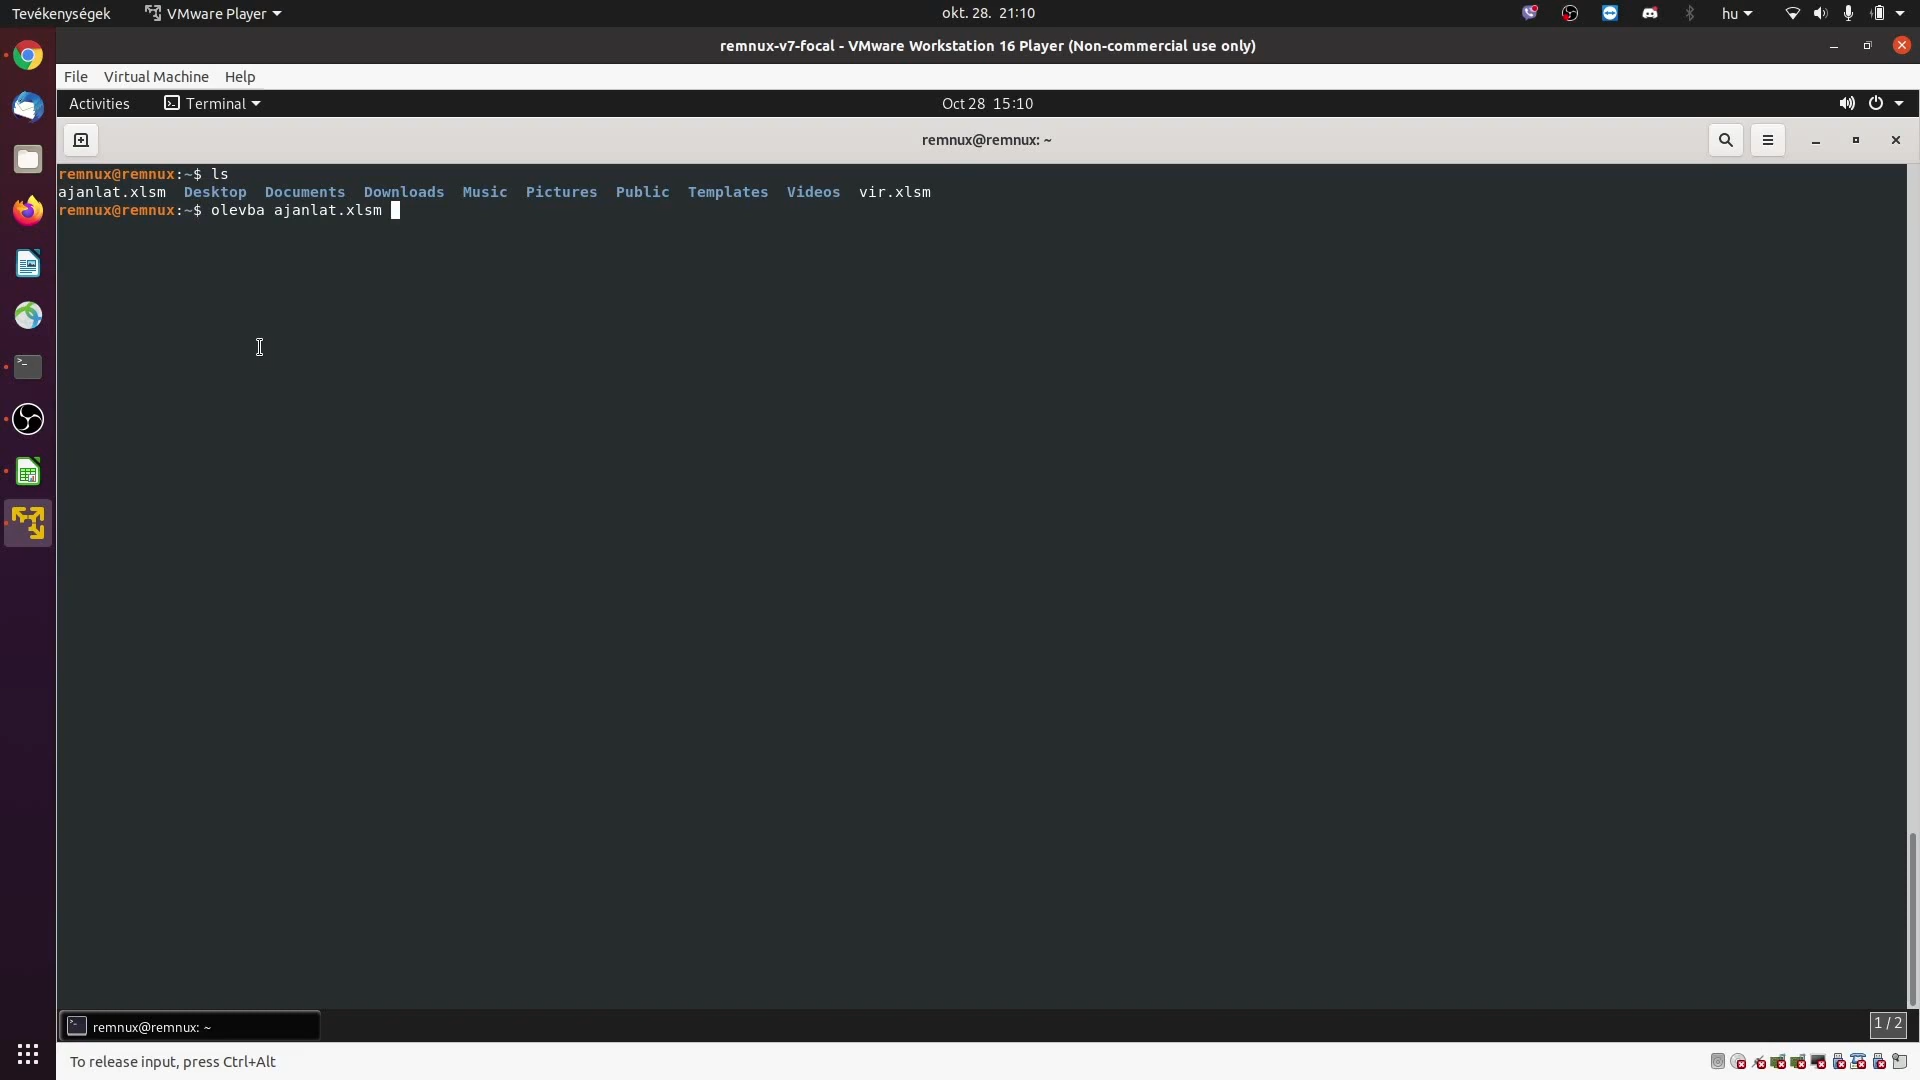 Tevékenységek VMware Player okt. 28. 21:10 hu
remnux-v7-focal - VMware Workstation 16 Player (Non-commercial use only)
File Virtual Machine Help
Activities Terminal Oct 28 15:10
remnux@remnux: ~
remnux@remnux:~$ ls
ajanlat.xlsm Desktop Documents Downloads Music Pictures Public Templates Videos vir.xlsm
remnux@remnux:~$ olevba ajanlat.xlsm
remnux@remnux: ~ 1 / 2
To release input, press Ctrl+Alt